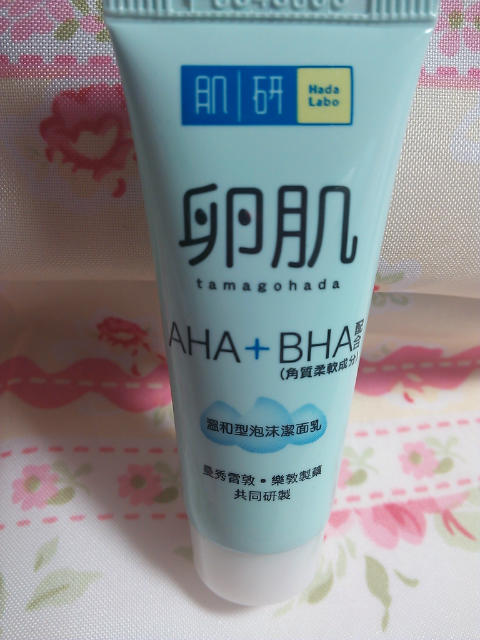 肌研
Hada
Labo
卵肌
tamagohada
AHA+BHA配合
(角質柔軟成分)
溫和型泡沫潔面乳
曼秀雷敦・樂敦製藥
共同研製